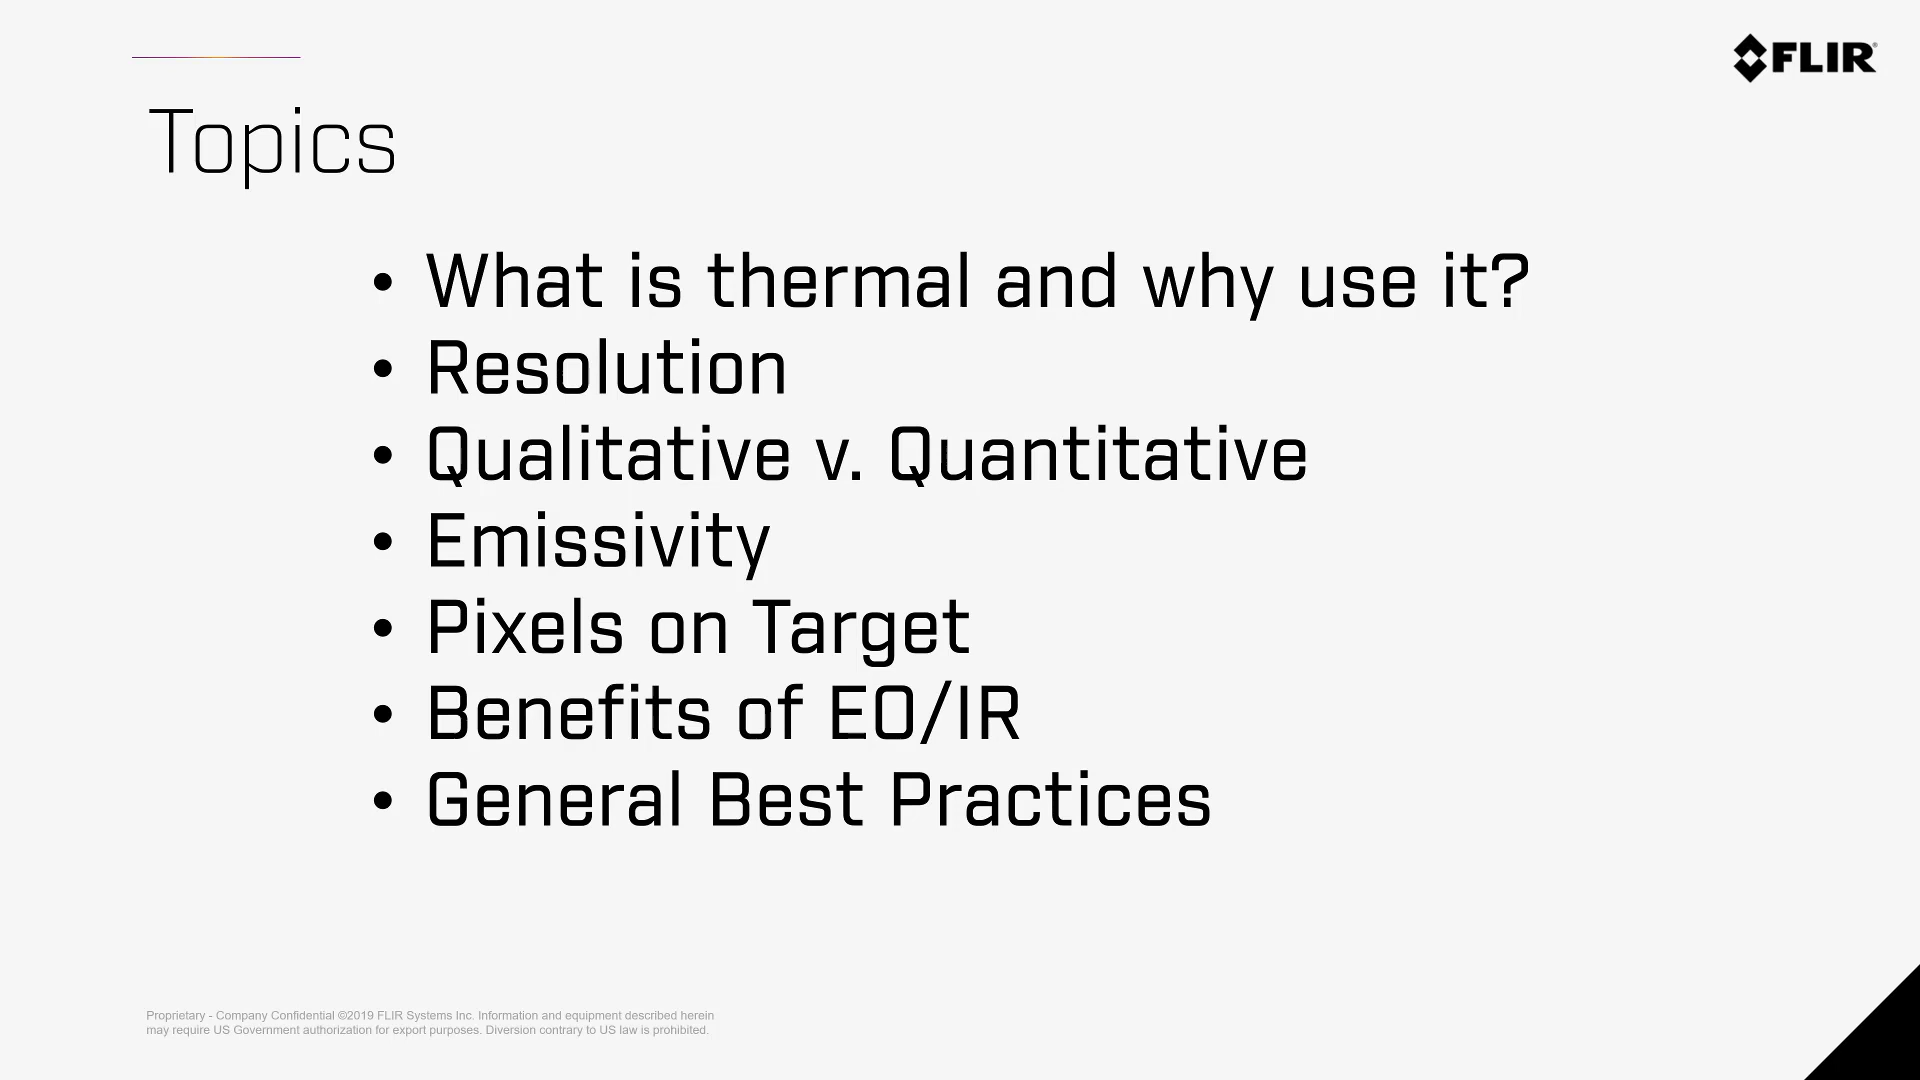 FLIR
Topics
• What is thermal and why use it?
• Resolution
• Qualitative v. Quantitative
• Emissivity
• Pixels on Target
• Benefits of EO/IR
• General Best Practices
Proprietary - Company Confidential ©2019 FLIR Systems Inc. Information and equipment described herein
may require US Government authorization for export purposes. Diversion contrary to US law is prohibited.